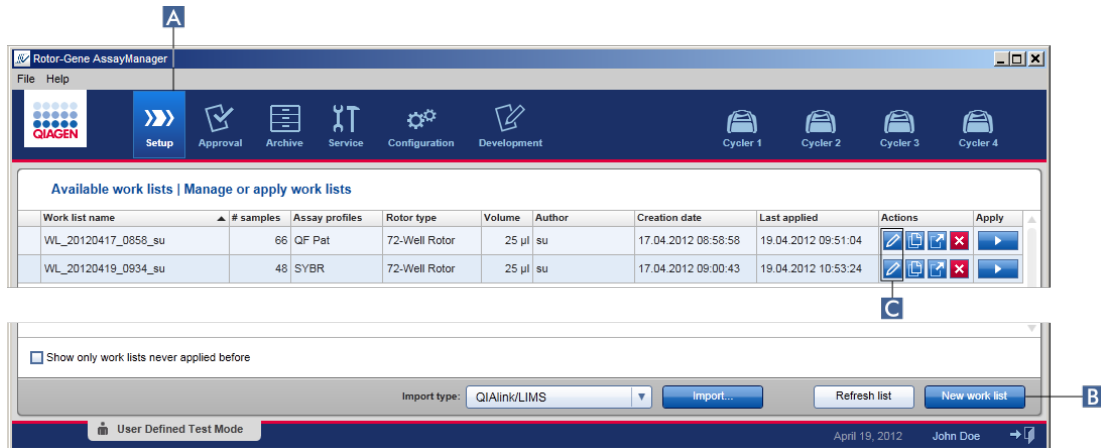 A
Rotor-Gene AssayManager
File Help
QIAGEN
Setup Approval Archive Service Configuration Development Cycler 1 Cycler 2 Cycler 3 Cycler 4
Available work lists | Manage or apply work lists
Work list name # samples Assay profiles Rotor type Volume Author Creation date Last applied Actions Apply
WL_20120417_0858_su 66 QF Pat 72-Well Rotor 25 µl su 17.04.2012 08:58:58 19.04.2012 09:51:04
WL_20120419_0934_su 48 SYBR 72-Well Rotor 25 µl su 17.04.2012 09:00:43 19.04.2012 10:53:24
C
Show only work lists never applied before
Import type: QIAlink/LIMS Import... Refresh list New work list B
User Defined Test Mode April 19, 2012 John Doe